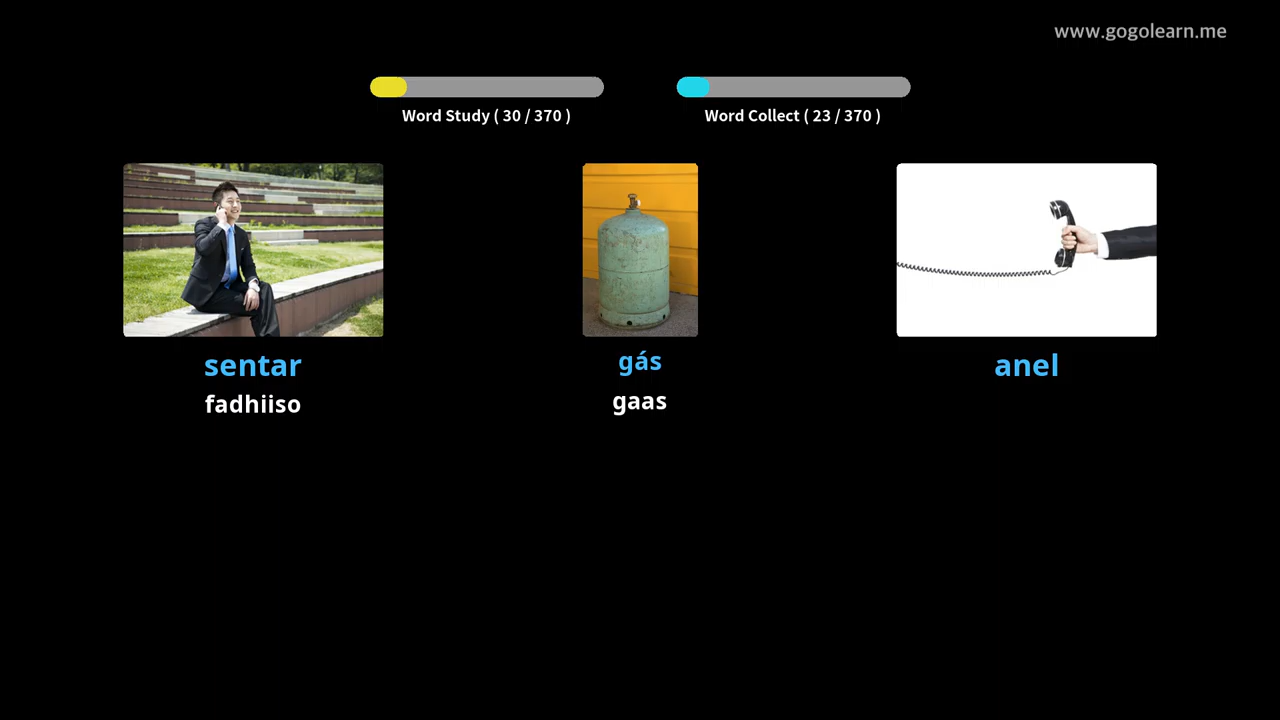 www.gogolearn.me
Word Study ( 30 / 370 )
Word Collect ( 23 / 370 )
sentar
fadhiiso
gás
gaas
anel